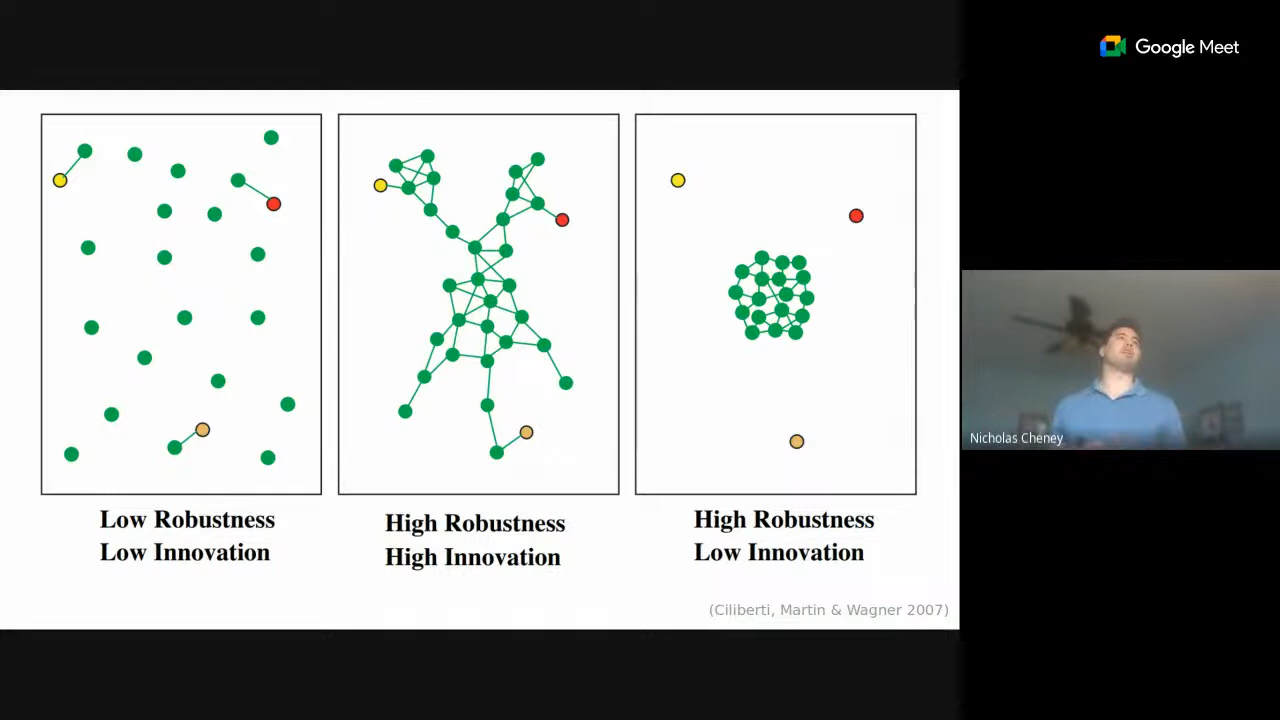 Google Meet
Low Robustness
Low Innovation
High Robustness
High Innovation
High Robustness
Low Innovation
(Ciliberti, Martin & Wagner 2007)
Nicholas Cheney